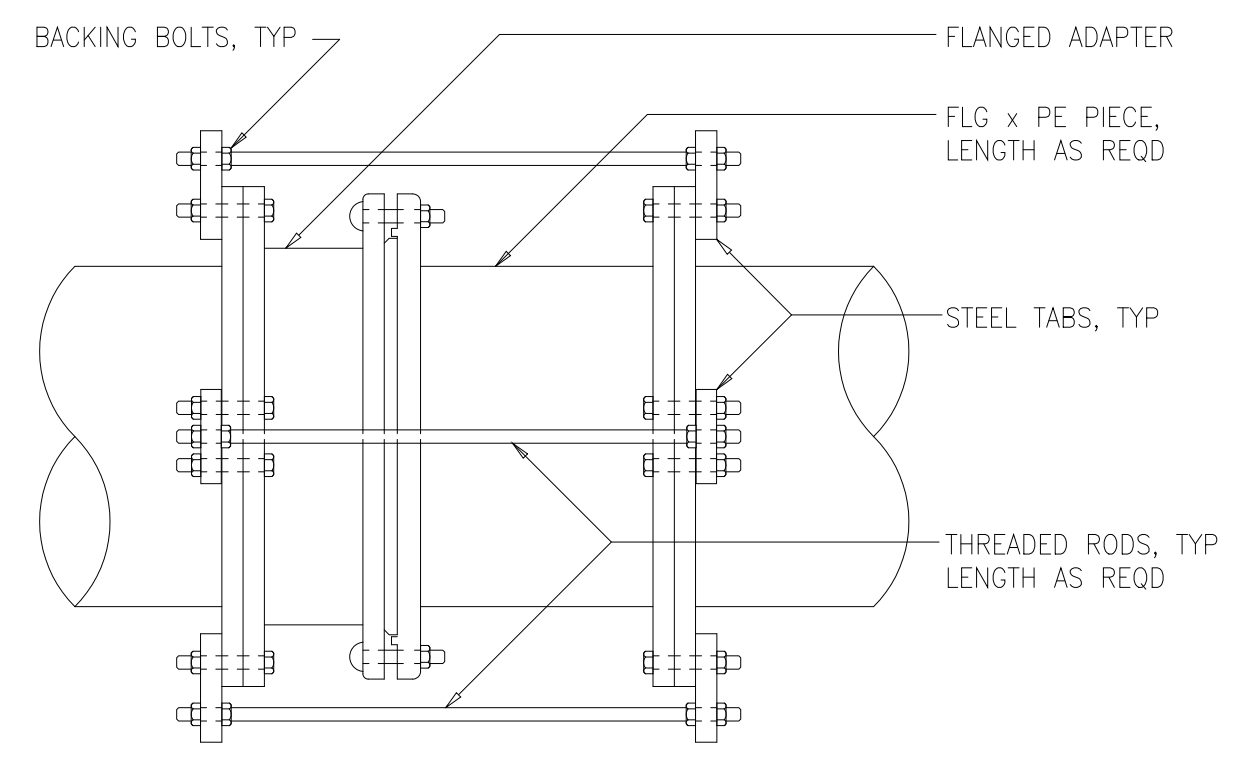 BACKING BOLTS, TYP
FLANGED ADAPTER
FLG x PE PIECE,
LENGTH AS REQD
STEEL TABS, TYP
THREADED RODS, TYP
LENGTH AS REQD